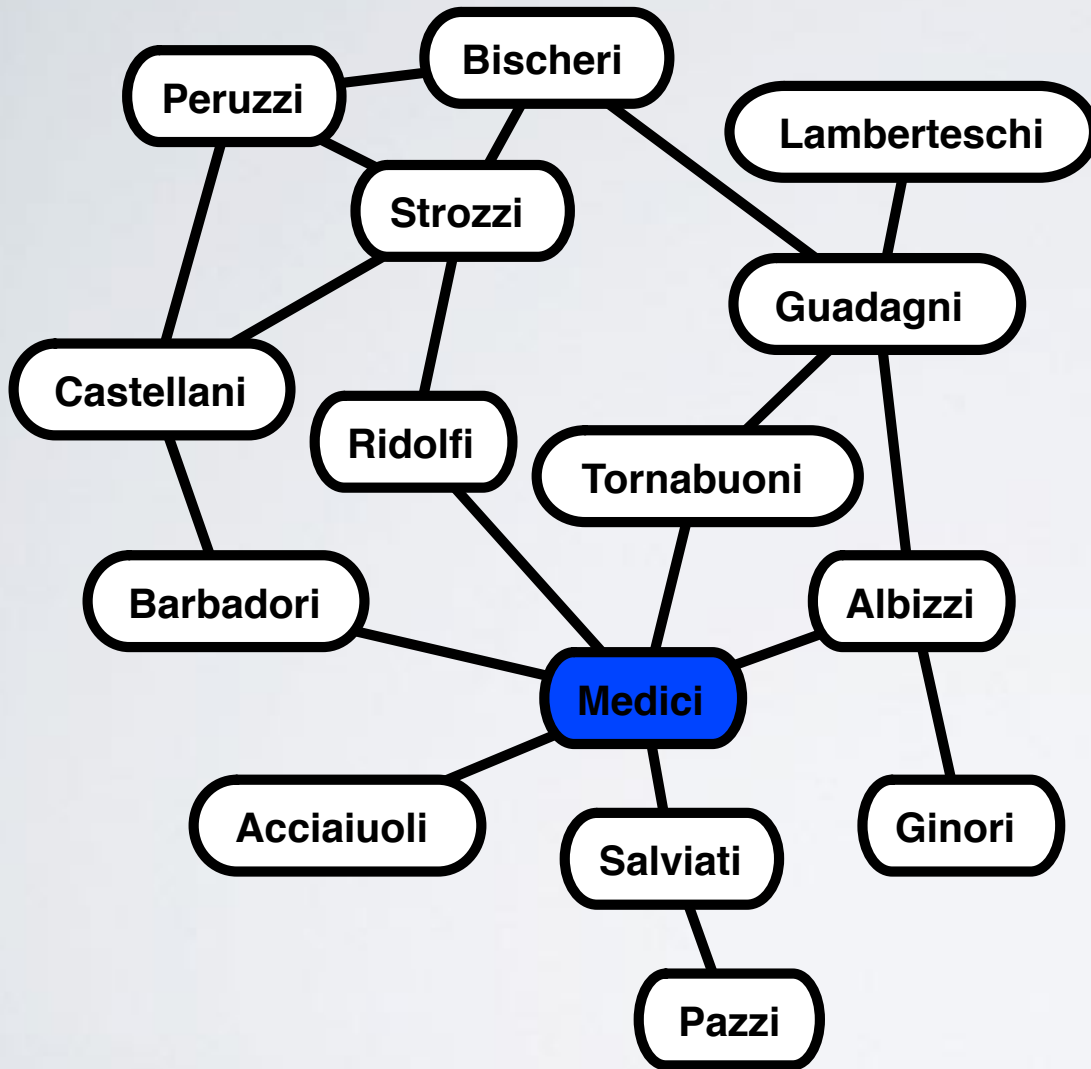 Bischeri
Peruzzi
Lamberteschi
Strozzi
Guadagni
Castellani
Ridolfi
Tornabuoni
Barbadori
Albizzi
Medici
Acciaiuoli
Ginori
Salviati
Pazzi